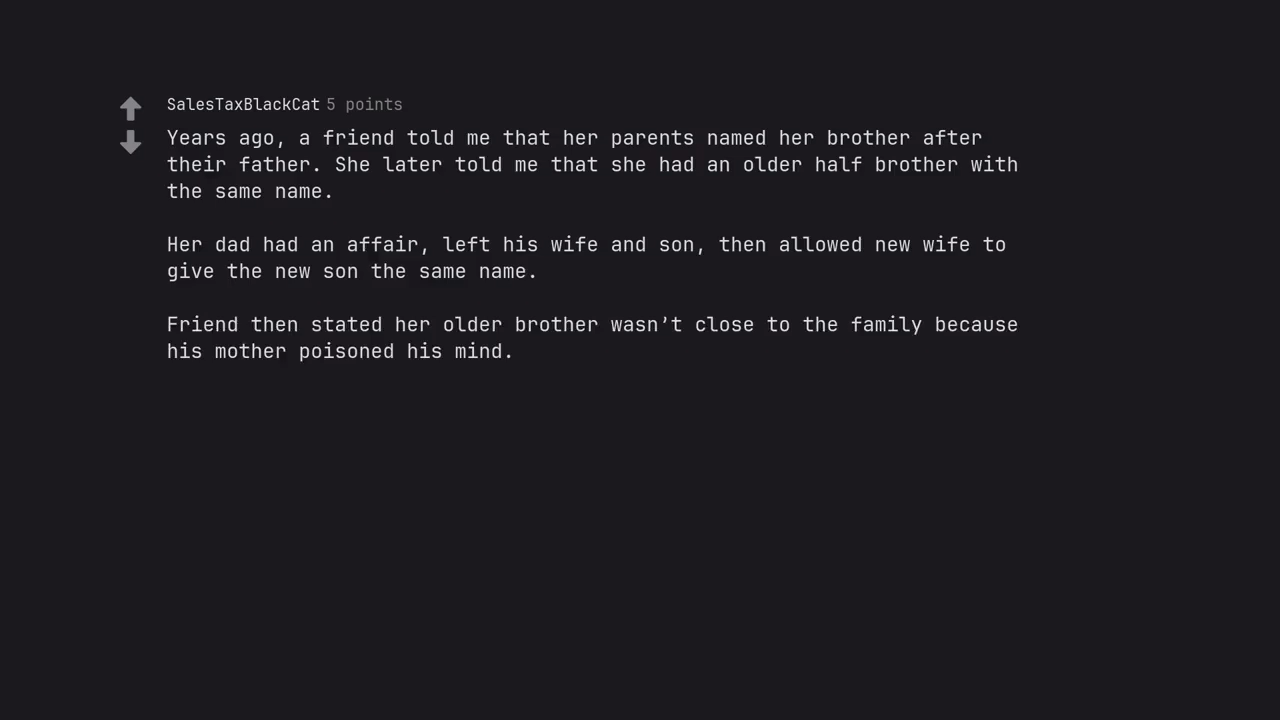 SalesTaxBlackCat 5 points
Years ago, a friend told me that her parents named her brother after
their father. She later told me that she had an older half brother with
the same name.
Her dad had an affair, left his wife and son, then allowed new wife to
give the new son the same name.
Friend then stated her older brother wasn’t close to the family because
his mother poisoned his mind.